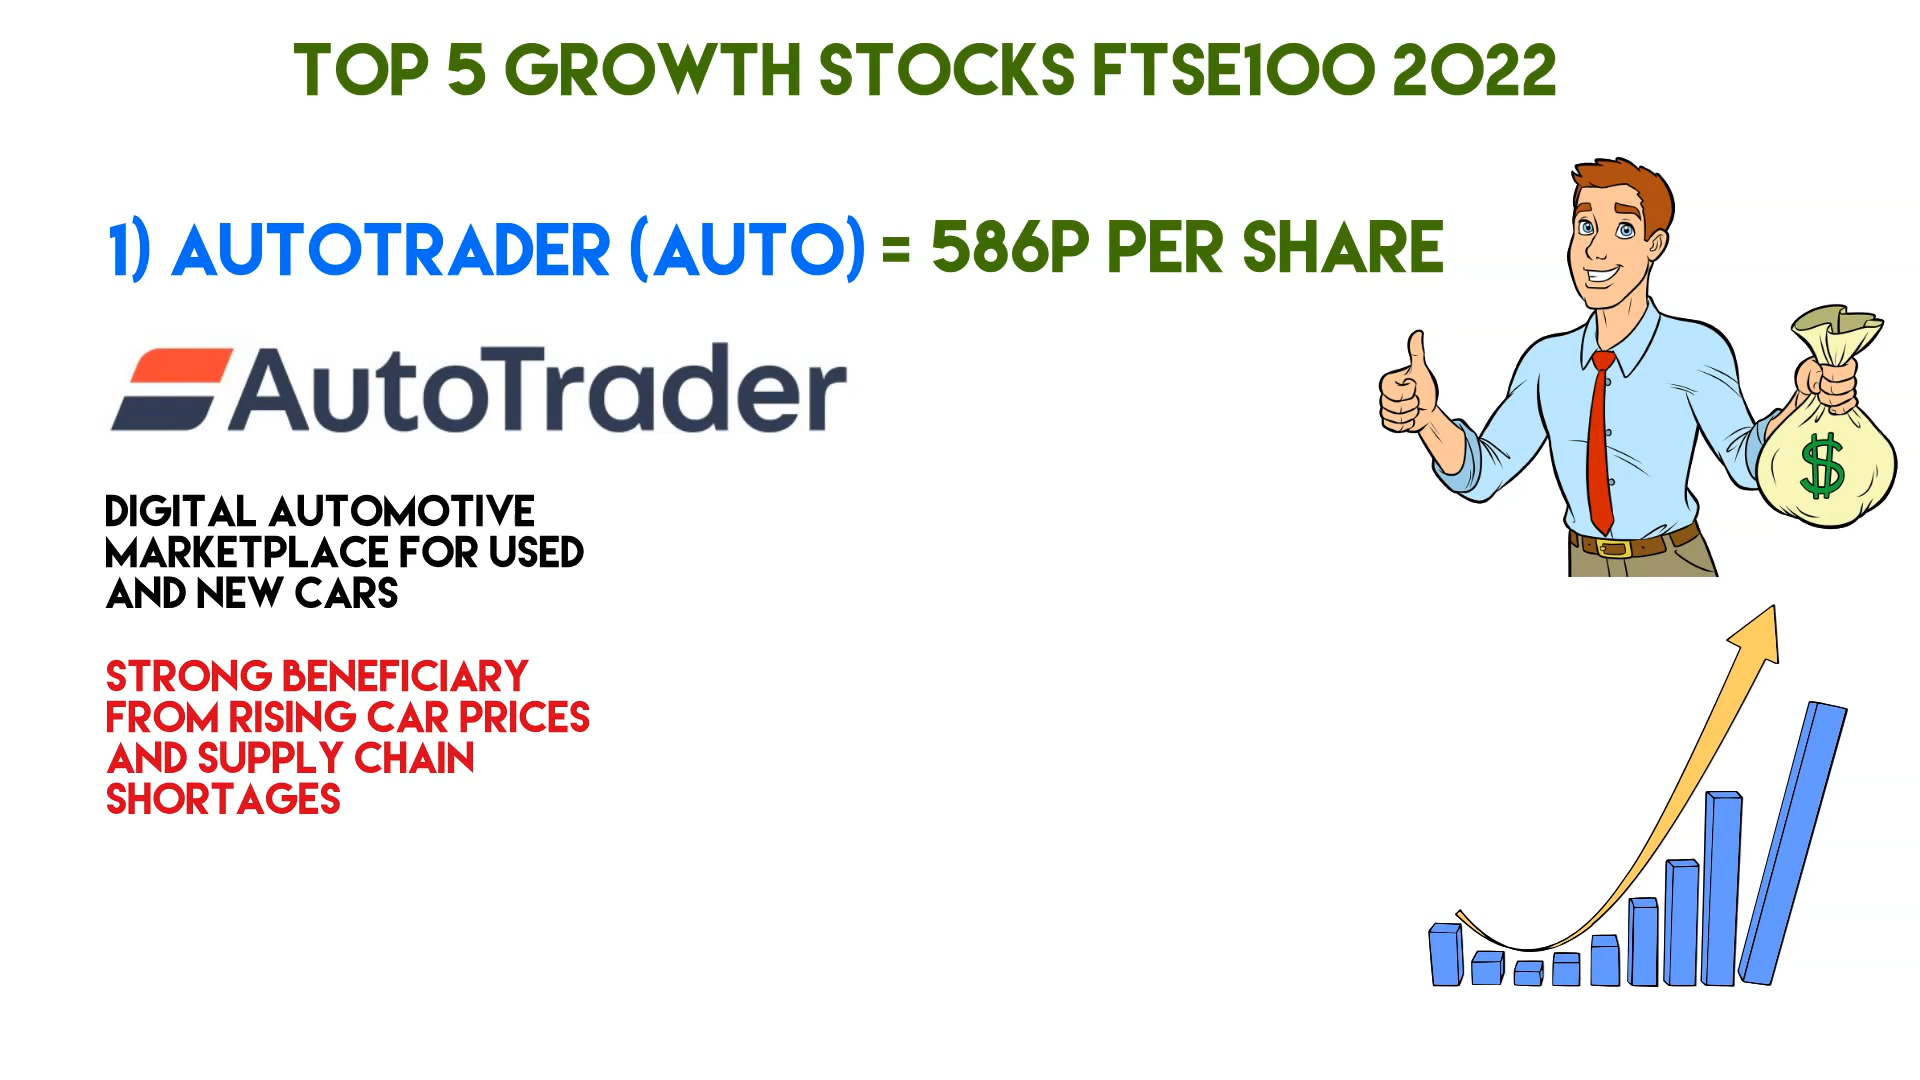 TOP 5 GROWTH STOCKS FTSE100 2022
1) AUTOTRADER (AUTO) = 586P PER SHARE
AutoTrader
DIGITAL AUTOMOTIVE
MARKETPLACE FOR USED
AND NEW CARS
STRONG BENEFICIARY
FROM RISING CAR PRICES
AND SUPPLY CHAIN
SHORTAGES
$